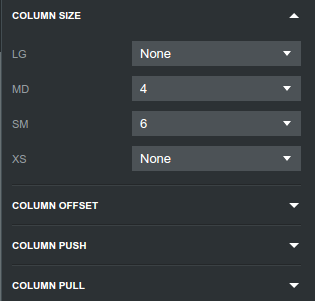 COLUMN SIZE
LG None
MD 4
SM 6
XS None
COLUMN OFFSET
COLUMN PUSH
COLUMN PULL